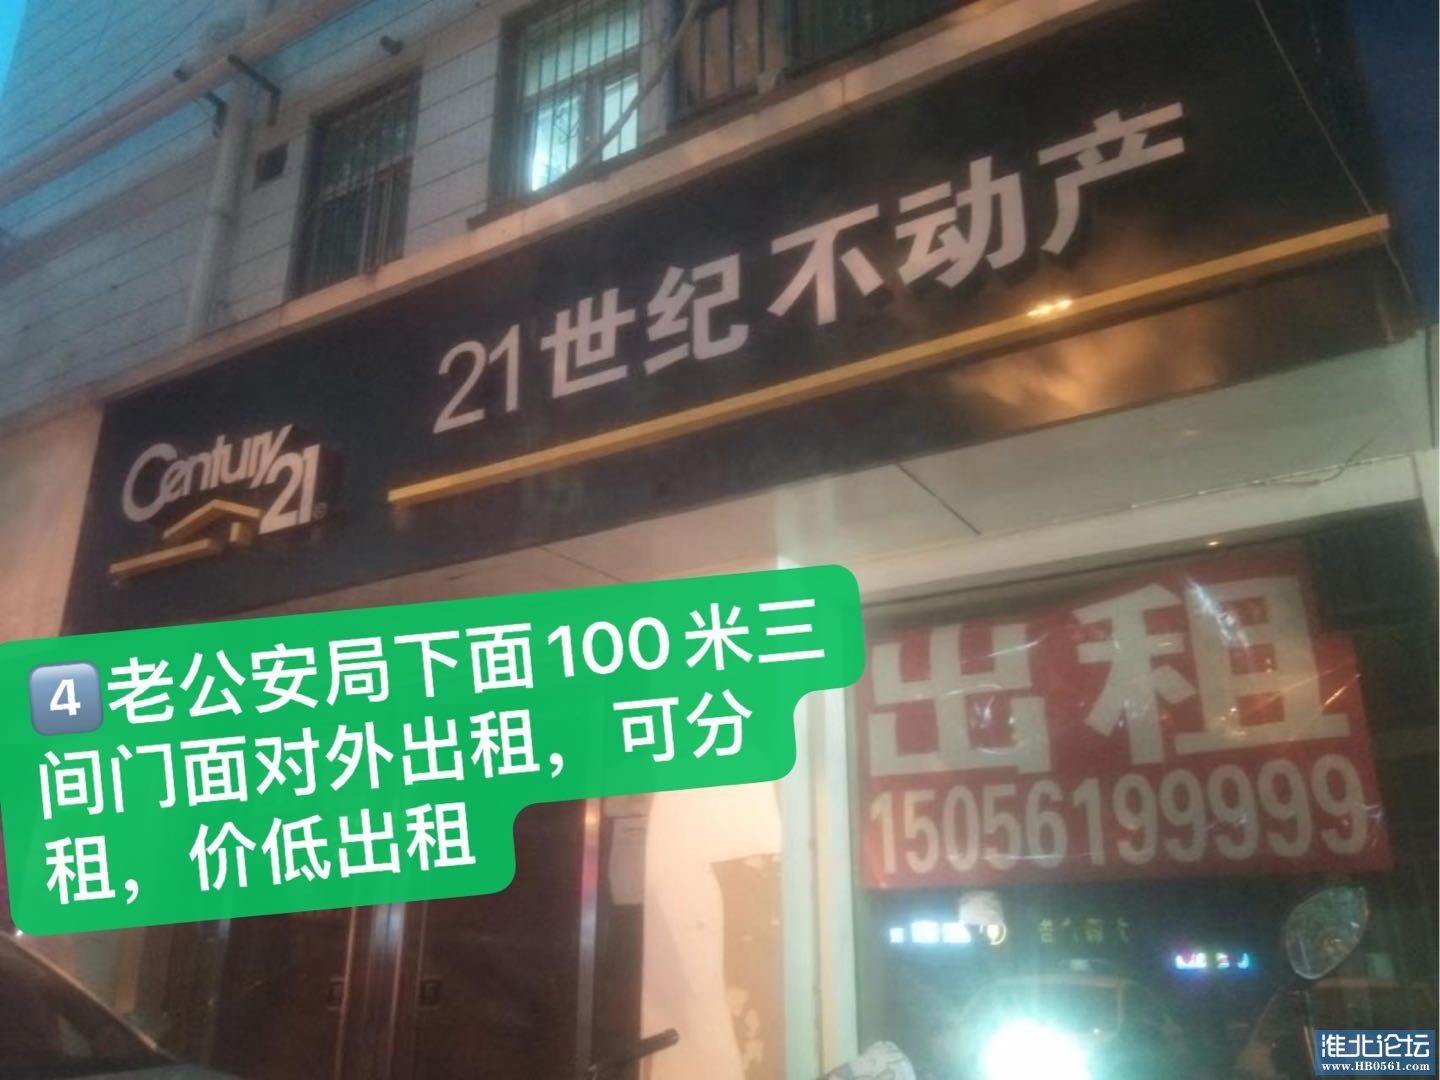 21世纪不动产
Century
21
4老公安局下面100米三
间门面对外出租，可分
租，价低出租
出租
15056199999
淮北论坛
www.HB0561.com